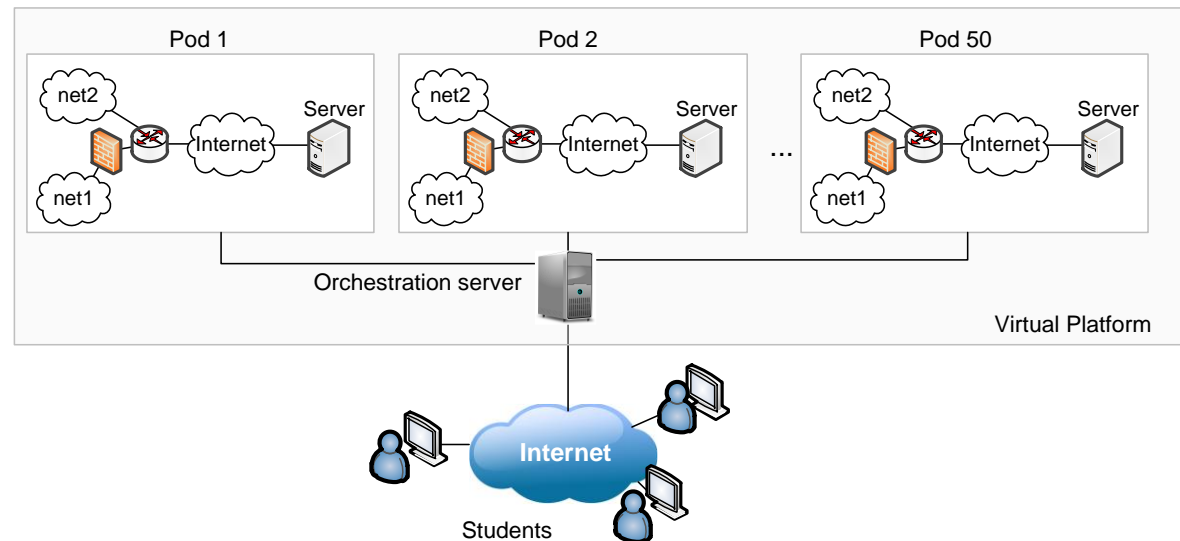 Pod 1
Pod 2
Pod 50
net2
Server
Internet
net1
net2
Server
Internet
net1
...
net2
Server
Internet
net1
Orchestration server
Virtual Platform
Internet
Students